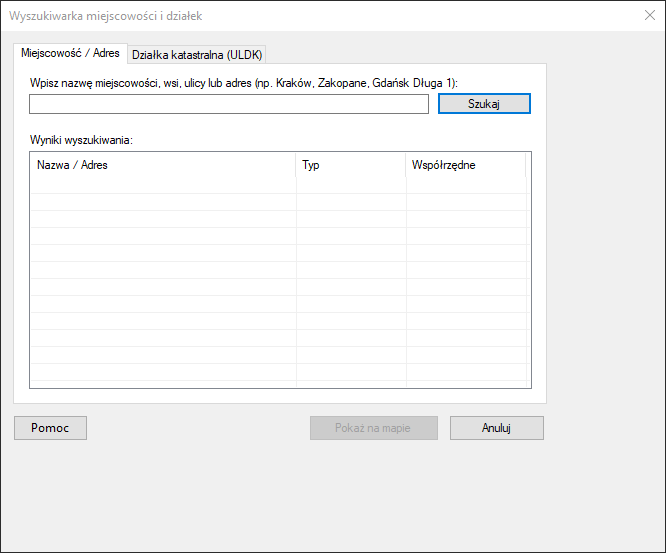 Wyszukiwarka miejscowości i działek
Miejscowość / Adres
Działka katastralna (ULDK)
Wpisz nazwę miejscowości, wsi, ulicy lub adres (np. Kraków, Zakopane, Gdańsk Długa 1):
Szukaj
Wyniki wyszukiwania:
Nazwa / Adres Typ Współrzędne
Pomoc Pokaż na mapie Anuluj